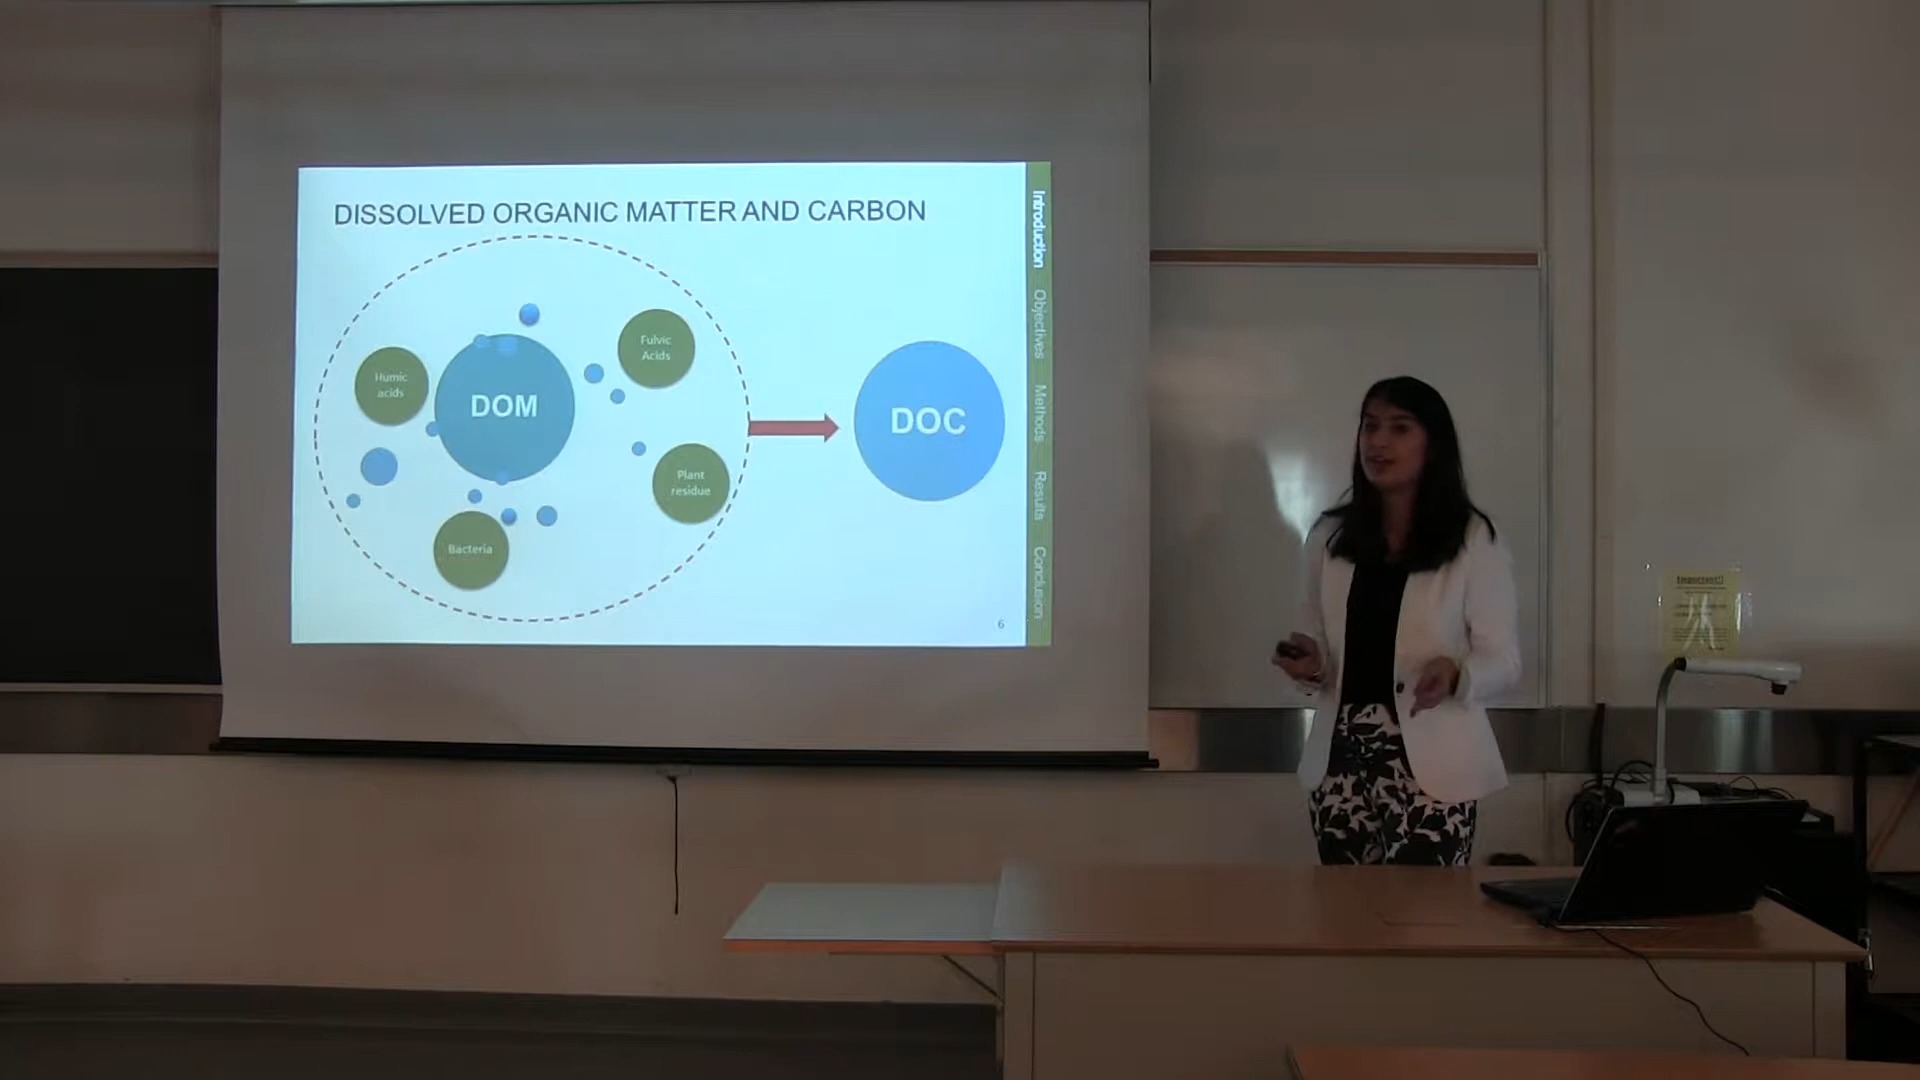 DISSOLVED ORGANIC MATTER AND CARBON
Humic
acids
DOM
Fulvic
Acids
Plant
residue
Bacteria
DOC
6
Introduction
Objectives
Methods
Results
Conclusion
Important!!